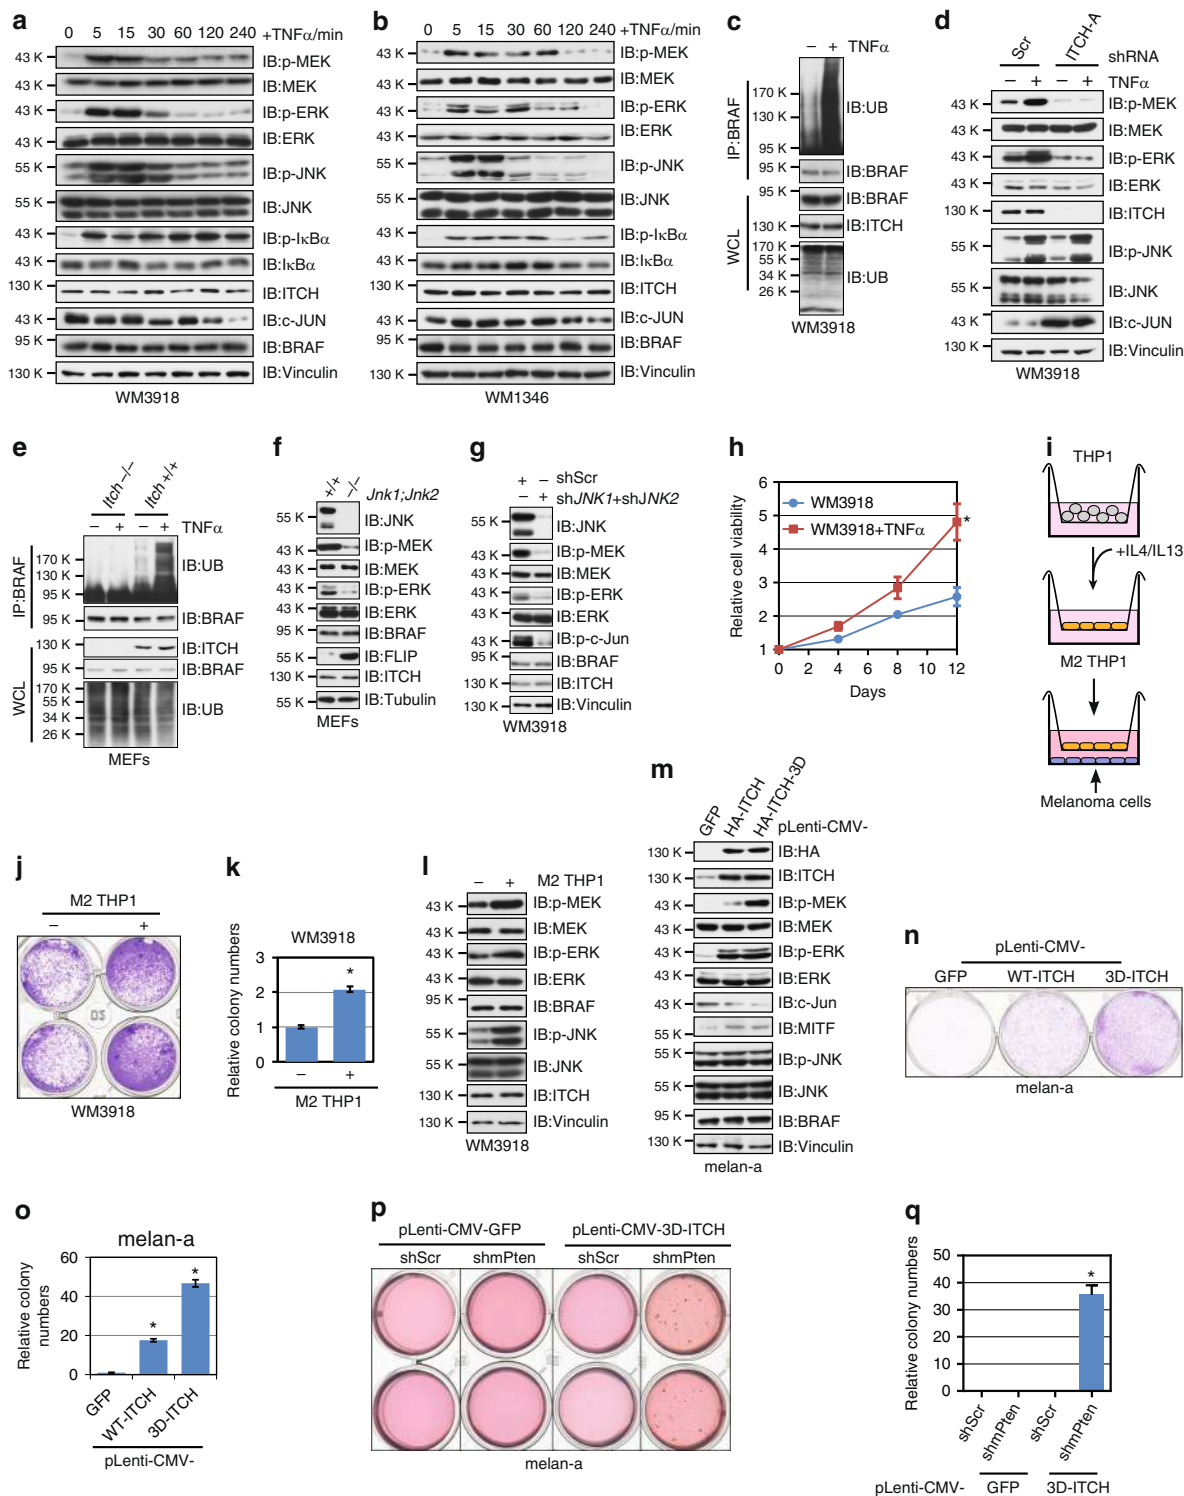 a
0 5 15 30 60 120 240 +TNFα/min
43 K IB:p-MEK
43 K IB:MEK
43 K IB:p-ERK
43 K IB:ERK
55 K IB:p-JNK
55 K IB:JNK
43 K IB:p-IκBα
43 K IB:IκBα
130 K IB:ITCH
43 K IB:c-JUN
95 K IB:BRAF
130 K IB:Vinculin
WM3918
b
0 5 15 30 60 120 240 +TNFα/min
43 K IB:p-MEK
43 K IB:MEK
43 K IB:p-ERK
43 K IB:ERK
55 K IB:p-JNK
55 K IB:JNK
43 K IB:p-IκBα
43 K IB:IκBα
130 K IB:ITCH
43 K IB:c-JUN
95 K IB:BRAF
130 K IB:Vinculin
WM1346
c
− + TNFα
IP:BRAF
170 K
130 K
95 K
IB:UB
95 K IB:BRAF
WCL
95 K IB:BRAF
130 K IB:ITCH
170 K
55 K
34 K
26 K
IB:UB
WM3918
d
Scr ITCH-A shRNA
− + − + TNFα
43 K IB:p-MEK
43 K IB:MEK
43 K IB:p-ERK
43 K IB:ERK
130 K IB:ITCH
55 K IB:p-JNK
55 K IB:JNK
43 K IB:c-JUN
130 K IB:Vinculin
WM3918
e
Itch −/− Itch +/+
− + − + TNFα
IP:BRAF
170 K
130 K
95 K
IB:UB
95 K IB:BRAF
WCL
130 K IB:ITCH
95 K IB:BRAF
170 K
55 K
34 K
26 K
IB:UB
MEFs
f
+/+ −/− Jnk1;Jnk2
55 K IB:JNK
43 K IB:p-MEK
43 K IB:MEK
43 K IB:p-ERK
43 K IB:ERK
95 K IB:BRAF
55 K IB:FLIP
130 K IB:ITCH
55 K IB:Tubulin
MEFs
g
+ − shScr
− + shJNK1+shJNK2
55 K IB:JNK
43 K IB:p-MEK
43 K IB:MEK
43 K IB:p-ERK
43 K IB:ERK
43 K IB:p-c-Jun
95 K IB:BRAF
130 K IB:ITCH
130 K IB:Vinculin
WM3918
h
Relative cell viability
6
5
4
3
2
1
WM3918
WM3918+TNFα
*
0 2 4 6 8 10 12
Days
i
THP1
+IL4/IL13
M2 THP1
Melanoma cells
j
M2 THP1
− +
WM3918
k
WM3918
Relative colony numbers
3
2
1
0
*
− +
M2 THP1
l
− + M2 THP1
43 K IB:p-MEK
43 K IB:MEK
43 K IB:p-ERK
43 K IB:ERK
95 K IB:BRAF
55 K IB:p-JNK
55 K IB:JNK
130 K IB:ITCH
130 K IB:Vinculin
WM3918
m
GFP HA-ITCH HA-ITCH-3D
pLenti-CMV-
130 K IB:HA
130 K IB:ITCH
43 K IB:p-MEK
43 K IB:MEK
43 K IB:p-ERK
43 K IB:ERK
43 K IB:c-Jun
55 K IB:MITF
55 K IB:p-JNK
55 K IB:JNK
95 K IB:BRAF
130 K IB:Vinculin
melan-a
n
pLenti-CMV-
GFP WT-ITCH 3D-ITCH
melan-a
o
melan-a
Relative colony numbers
60
40
20
0
*
*
GFP WT-ITCH 3D-ITCH
pLenti-CMV-
p
pLenti-CMV-GFP pLenti-CMV-3D-ITCH
shScr shmPten shScr shmPten
melan-a
q
Relative colony numbers
50
40
30
20
10
0
*
shScr shmPten shScr shmPten
pLenti-CMV- GFP 3D-ITCH